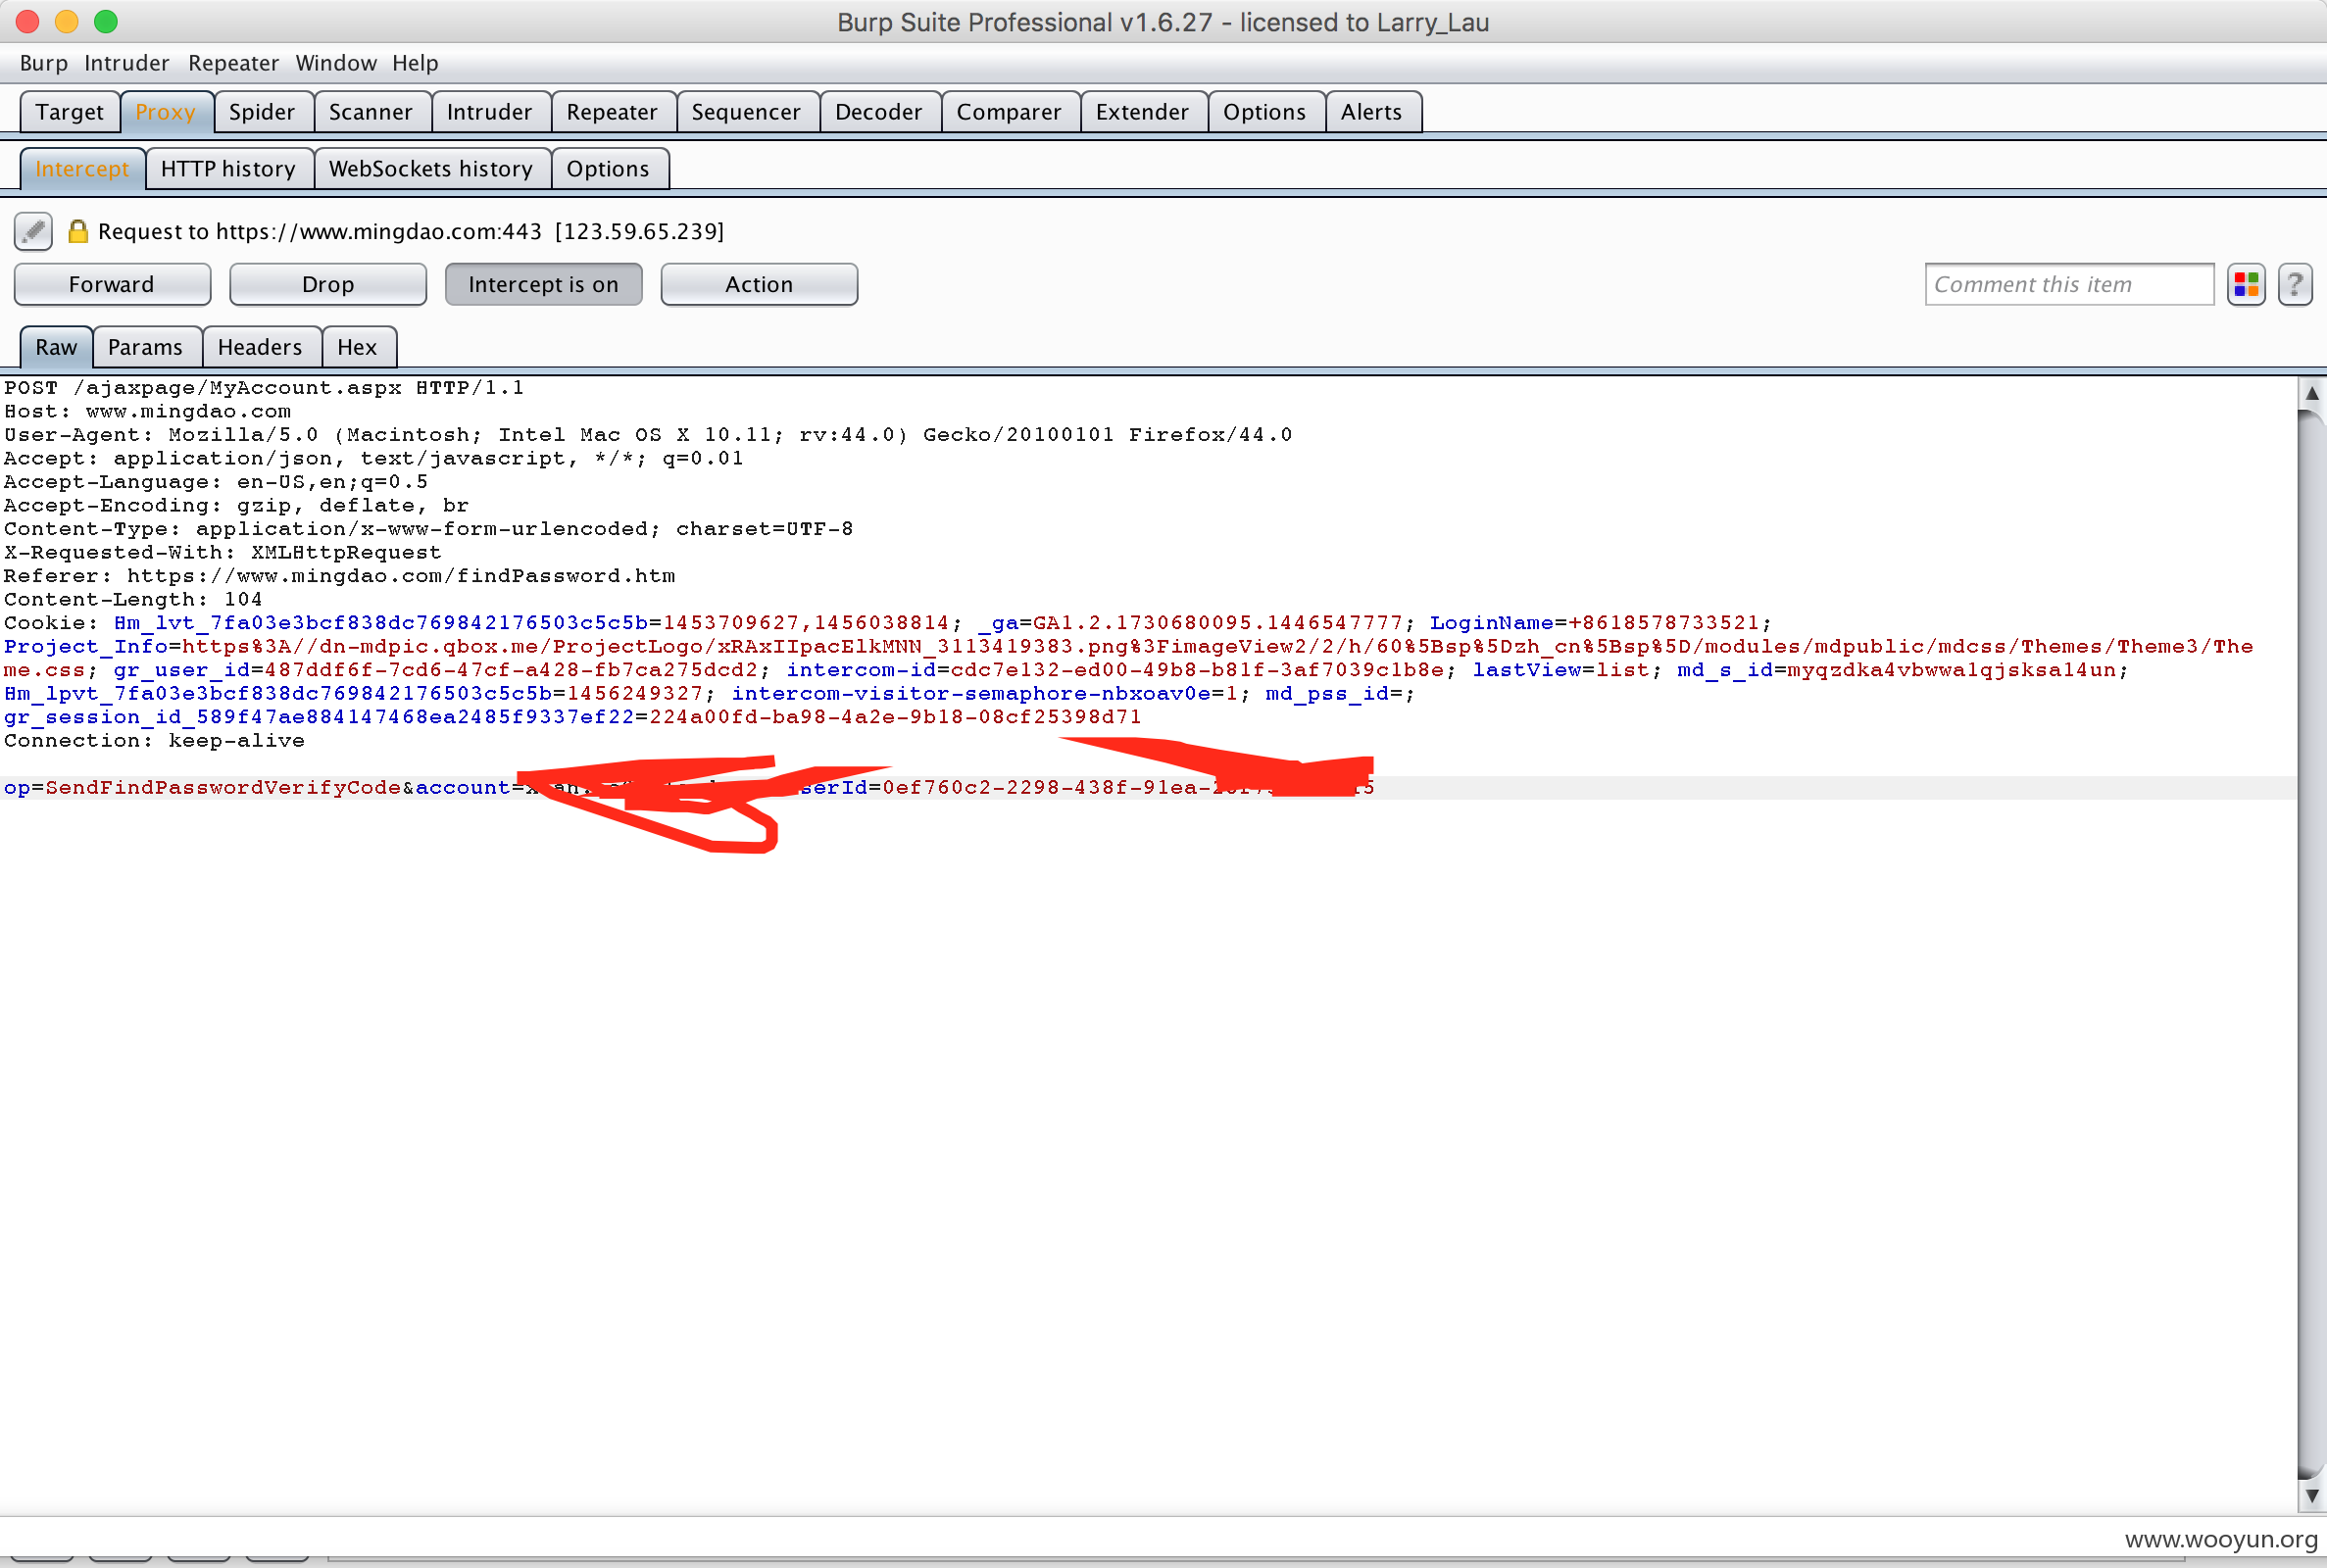 Burp Suite Professional v1.6.27 - licensed to Larry_Lau
Burp Intruder Repeater Window Help
Target Proxy Spider Scanner Intruder Repeater Sequencer Decoder Comparer Extender Options Alerts
Intercept HTTP history WebSockets history Options
Request to https://www.mingdao.com:443 [123.59.65.239]
Forward Drop Intercept is on Action Comment this item ?
Raw Params Headers Hex
POST /ajaxpage/MyAccount.aspx HTTP/1.1
Host: www.mingdao.com
User-Agent: Mozilla/5.0 (Macintosh; Intel Mac OS X 10.11; rv:44.0) Gecko/20100101 Firefox/44.0
Accept: application/json, text/javascript, */*; q=0.01
Accept-Language: en-US,en;q=0.5
Accept-Encoding: gzip, deflate, br
Content-Type: application/x-www-form-urlencoded; charset=UTF-8
X-Requested-With: XMLHttpRequest
Referer: https://www.mingdao.com/findPassword.htm
Content-Length: 104
Cookie: Hm_lvt_7fa03e3bcf838dc769842176503c5c5b=1453709627,1456038814; _ga=GA1.2.1730680095.1446547777; LoginName=+8618578733521;
Project_Info=https%3A//dn-mdpic.qbox.me/ProjectLogo/xRAxIIpacElkMNN_3113419383.png%3FimageView2/2/h/60%5Bsp%5Dzh_cn%5Bsp%5D/modules/mdpublic/mdcss/Themes/Theme3/The
me.css; gr_user_id=487ddf6f-7cd6-47cf-a428-fb7ca275dcd2; intercom-id=cdc7e132-ed00-49b8-b81f-3af7039c1b8e; lastView=list; md_s_id=myqzdka4vbwwa1qjsksa14un;
Hm_lpvt_7fa03e3bcf838dc769842176503c5c5b=1456249327; intercom-visitor-semaphore-nbxoav0e=1; md_pss_id=;
gr_session_id_589f47ae884147468ea2485f9337ef22=224a00fd-ba98-4a2e-9b18-08cf25398d71
Connection: keep-alive
op=SendFindPasswordVerifyCode&account= serId=0ef760c2-2298-438f-91ea-
www.wooyun.org